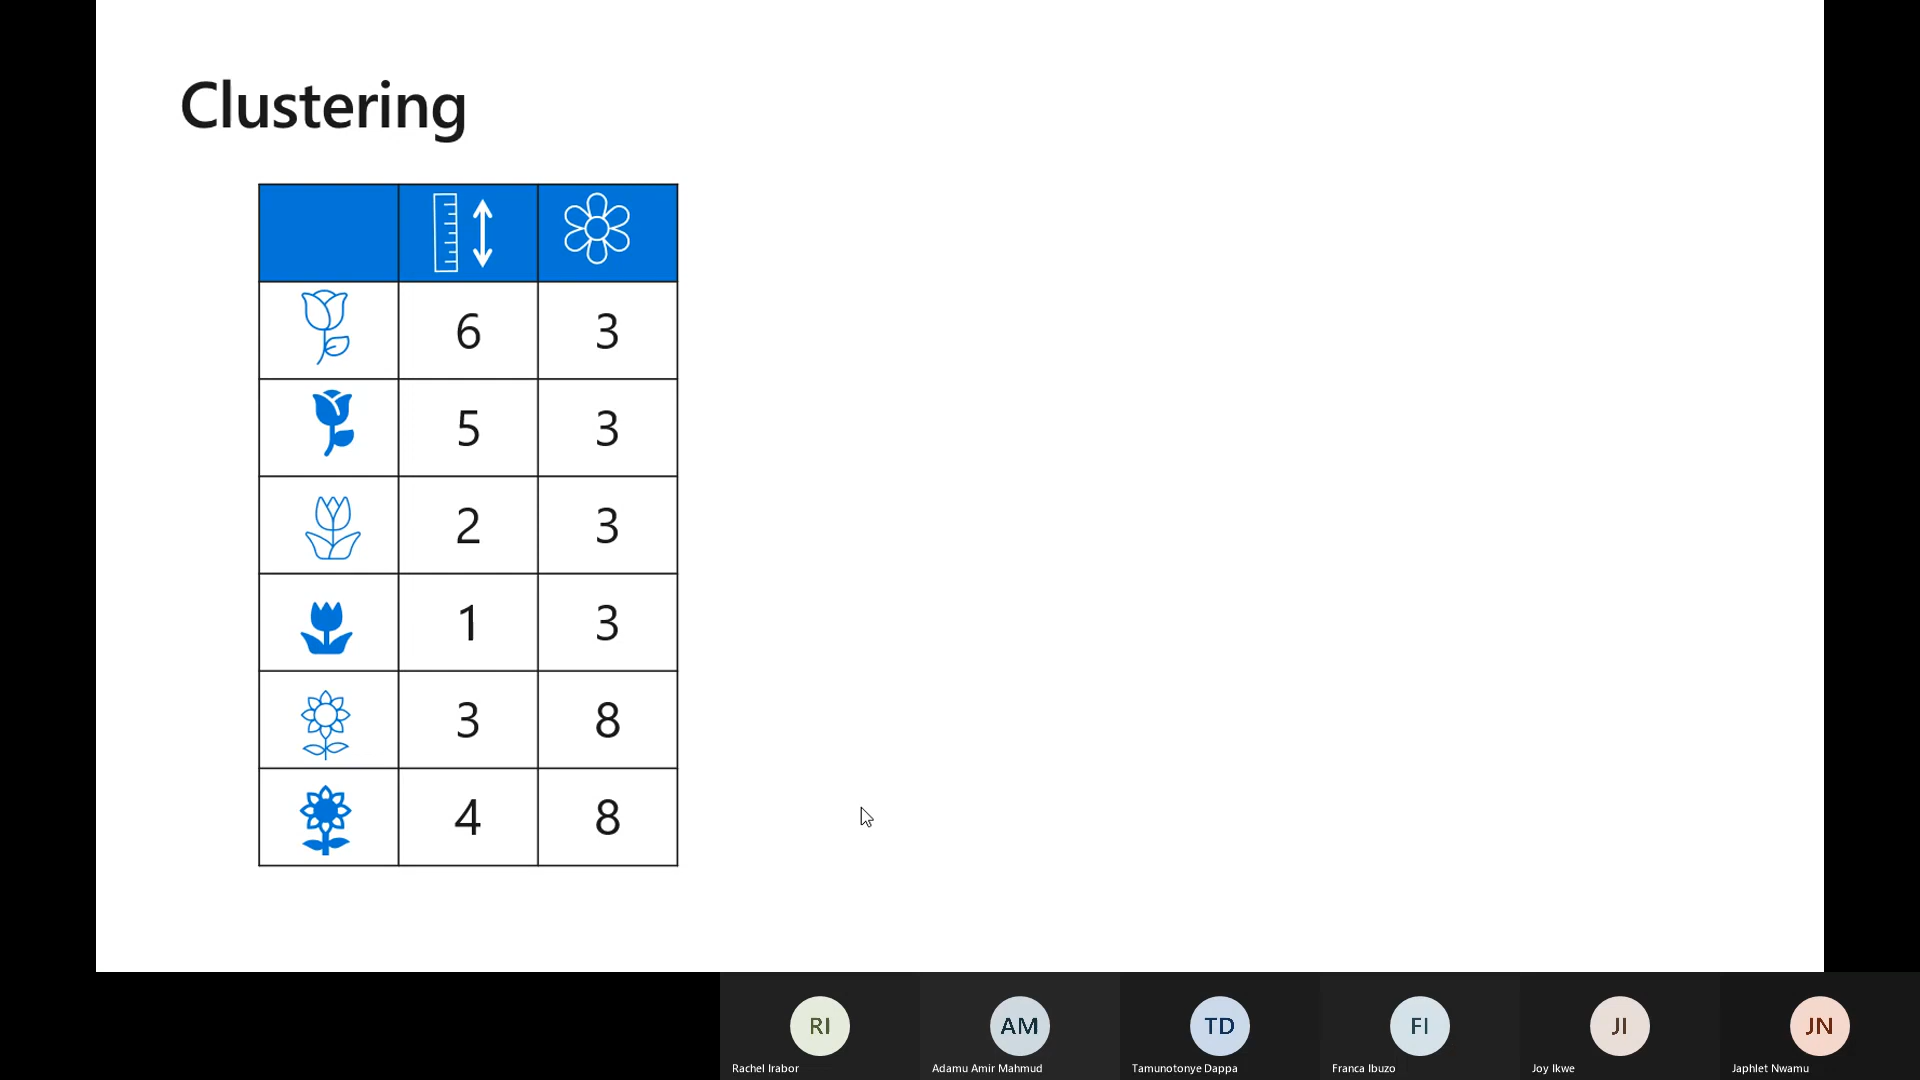 Clustering
6 3
5 3
2 3
1 3
3 8
4 8
RI AM TD FI JI JN
Rachel Irabor Adamu Amir Mahmud Tamunotonye Dappa Franca Ibuzo Joy Ikwe Japhlet Nwamu